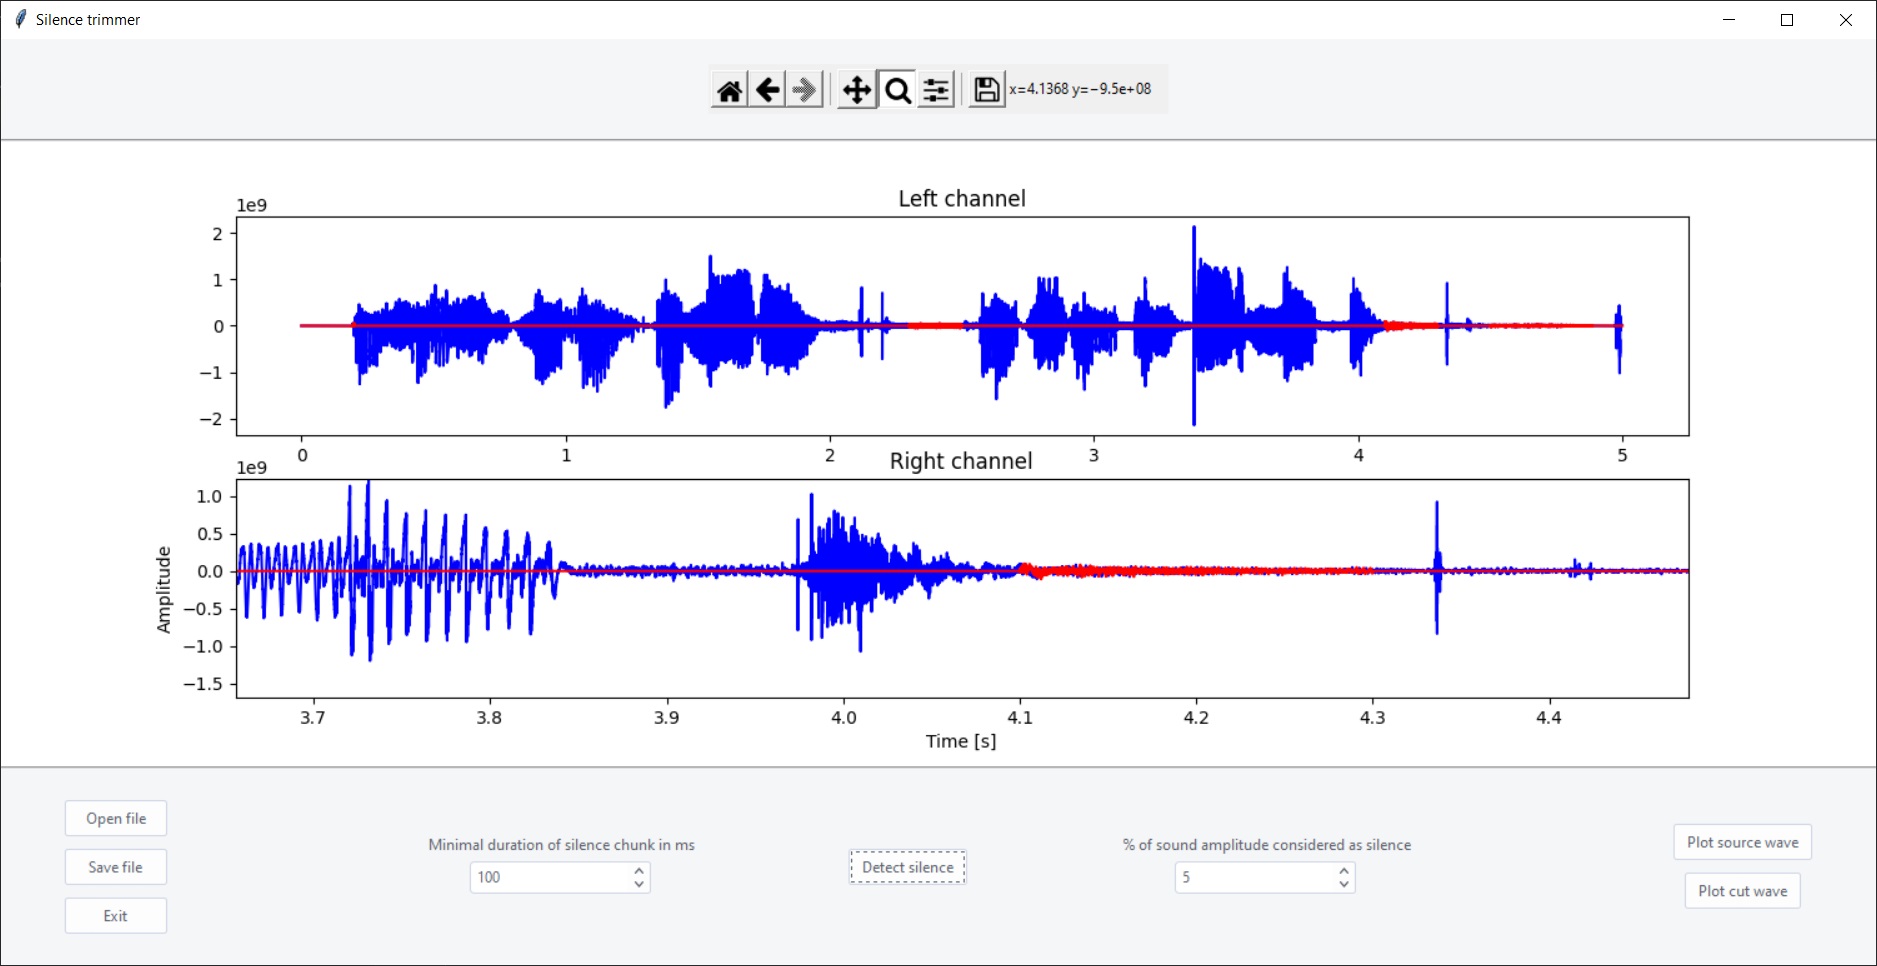 Silence trimmer
x=4.1368 y=−9.5e+08
Left channel
1e9
2
1
0
−1
−2
0 1 2 3 4 5
Right channel
1e9
1.0
0.5
0.0
−0.5
−1.0
−1.5
Amplitude
3.7 3.8 3.9 4.0 4.1 4.2 4.3 4.4
Time [s]
Open file
Save file
Exit
Minimal duration of silence chunk in ms
100
Detect silence
% of sound amplitude considered as silence
5
Plot source wave
Plot cut wave